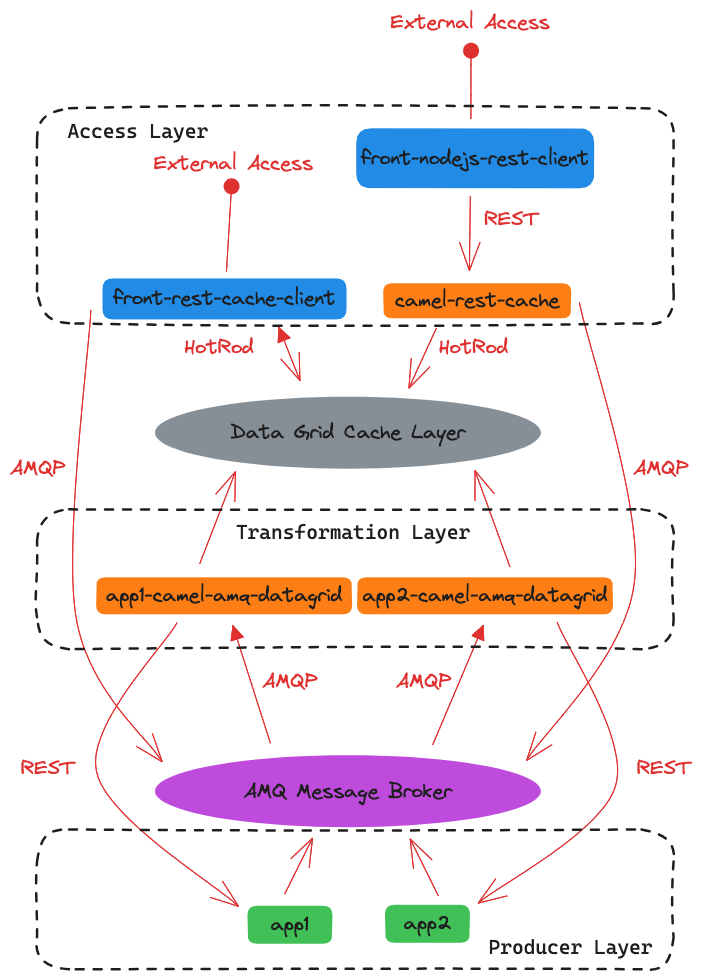 External Access
Access Layer
External Access
front-nodejs-rest-client
REST
front-rest-cache-client
camel-rest-cache
HotRod
HotRod
Data Grid Cache Layer
AMQP
AMQP
Transformation Layer
app1-camel-amq-datagrid
app2-camel-amq-datagrid
AMQP
AMQP
REST
REST
AMQ Message Broker
app1
app2
Producer Layer